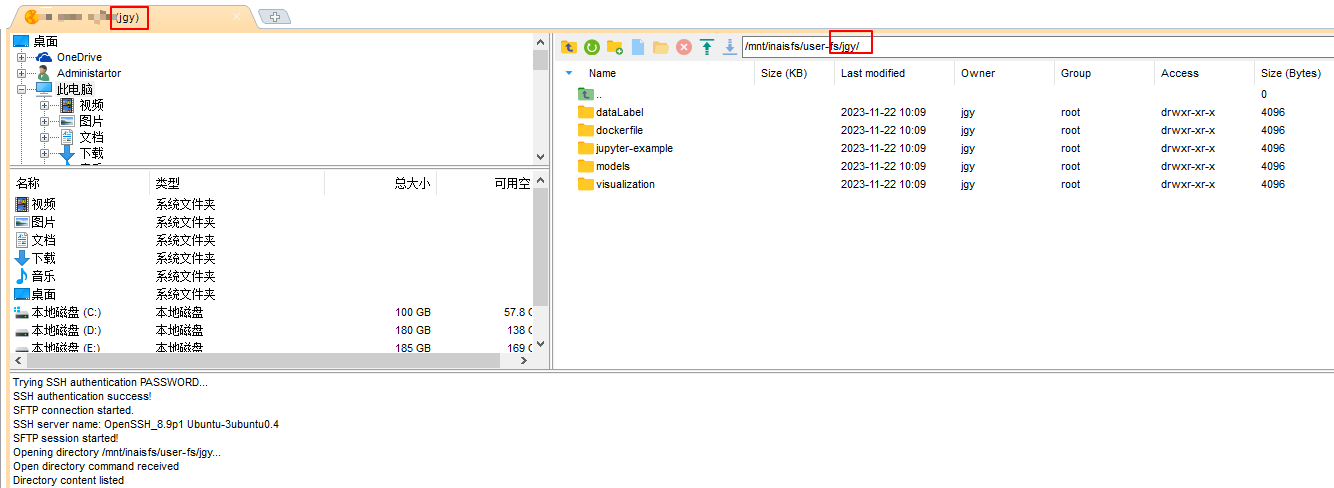 (jgy)
桌面
OneDrive
Administartor
此电脑
视频
图片
文档
下载
名称 类型 总大小 可用空
视频 系统文件夹
图片 系统文件夹
文档 系统文件夹
下载 系统文件夹
音乐 系统文件夹
桌面 系统文件夹
本地磁盘 (C:) 本地磁盘 100 GB 57.8 G
本地磁盘 (D:) 本地磁盘 180 GB 138 G
本地磁盘 (E:) 本地磁盘 185 GB 169 G
/mnt/inaisfs/user-fs/jgy/
Name Size (KB) Last modified Owner Group Access Size (Bytes)
.. 0
dataLabel 2023-11-22 10:09 jgy root drwxr-xr-x 4096
dockerfile 2023-11-22 10:09 jgy root drwxr-xr-x 4096
jupyter-example 2023-11-22 10:09 jgy root drwxr-xr-x 4096
models 2023-11-22 10:09 jgy root drwxr-xr-x 4096
visualization 2023-11-22 10:09 jgy root drwxr-xr-x 4096
Trying SSH authentication PASSWORD...
SSH authentication success!
SFTP connection started.
SSH server name: OpenSSH_8.9p1 Ubuntu-3ubuntu0.4
SFTP session started!
Opening directory /mnt/inaisfs/user-fs/jgy...
Open directory command received
Directory content listed